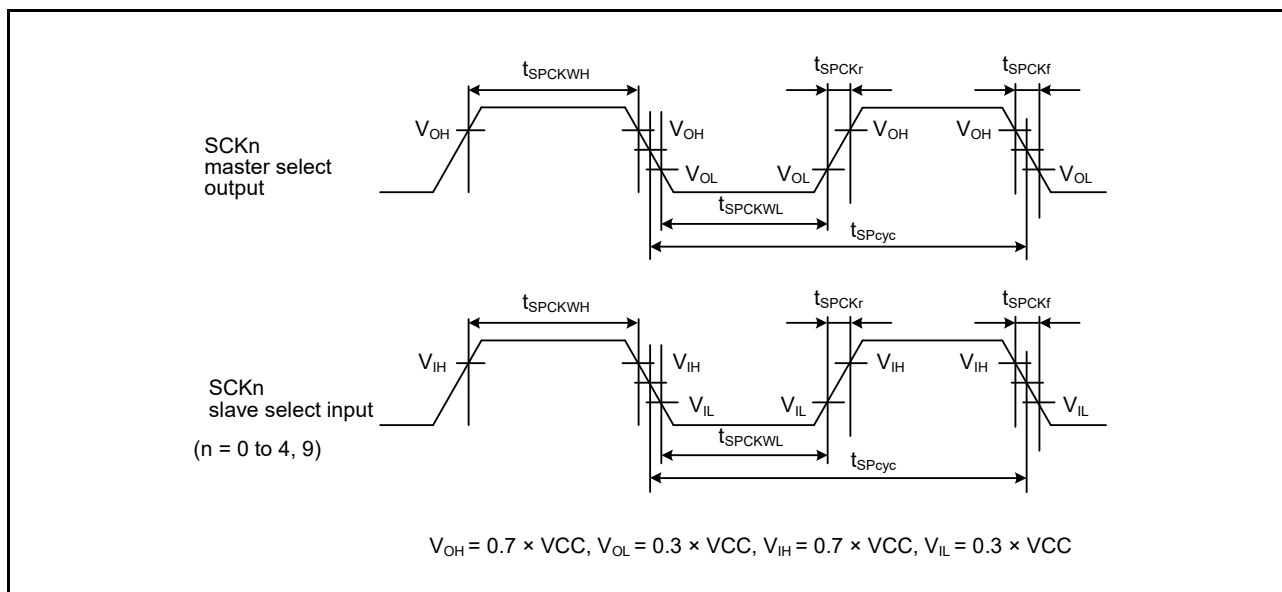 tSPCKWH
tSPCKr
tSPCKf
VOH
VOH
VOH
VOH
SCKn
master select
output
VOL
VOL
VOL
tSPCKWL
tSPcyc
tSPCKWH
tSPCKr
tSPCKf
VIH
VIH
VIH
VIH
SCKn
slave select input
(n = 0 to 4, 9)
VIL
VIL
VIL
tSPCKWL
tSPcyc
VOH = 0.7 × VCC, VOL = 0.3 × VCC, VIH = 0.7 × VCC, VIL = 0.3 × VCC